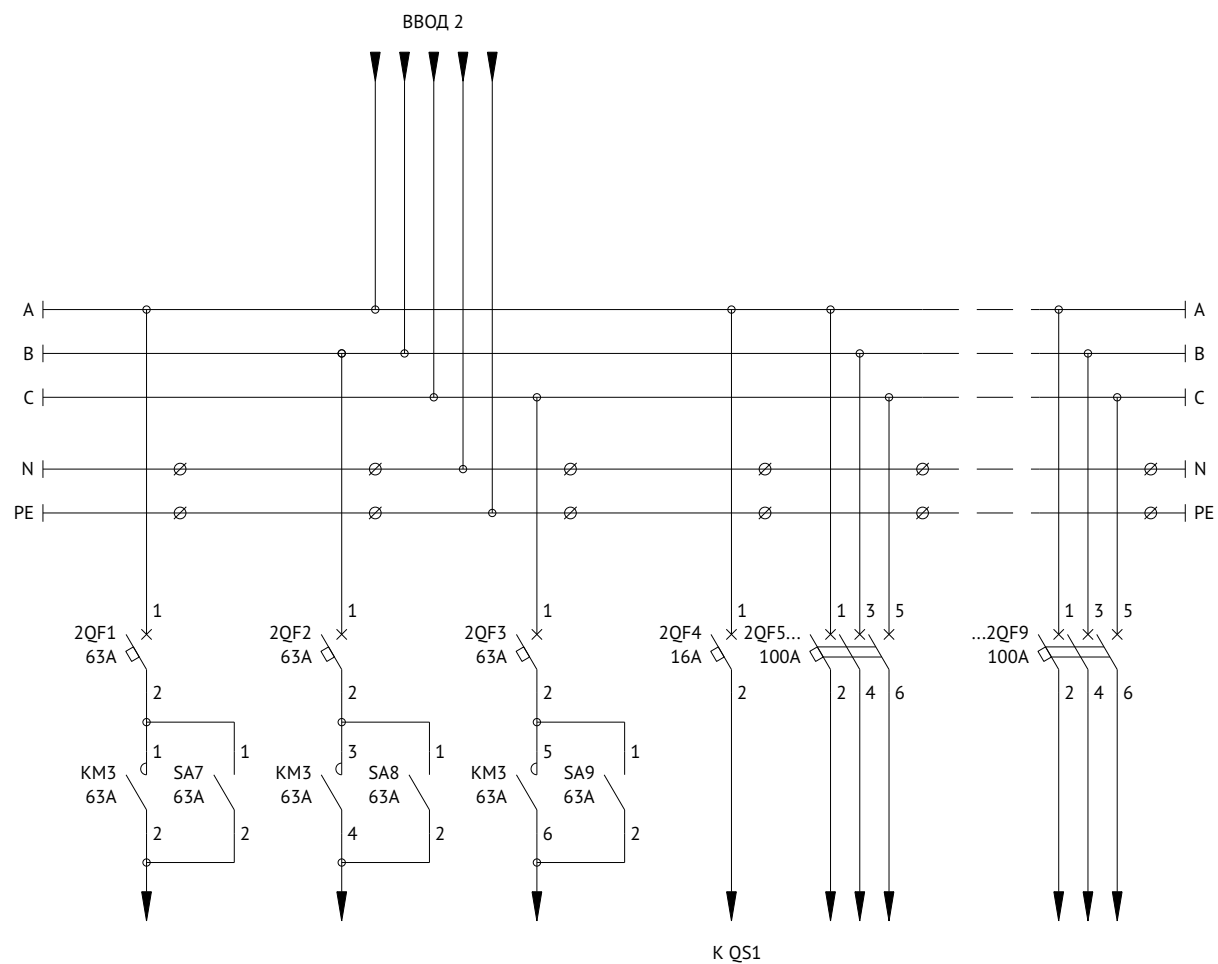 ВВОД 2
A A
B B
C C
N N
PE PE
1 1 1 1 1 3 5 1 3 5
2QF1 2QF2 2QF3 2QF4 2QF5... ...2QF9
63A 63A 63A 16A 100A 100A
2 2 2 2 2 4 6 2 4 6
1 1 3 1 5 1
KM3 SA7 KM3 SA8 KM3 SA9
63A 63A 63A 63A 63A 63A
2 2 4 2 6 2
К QS1